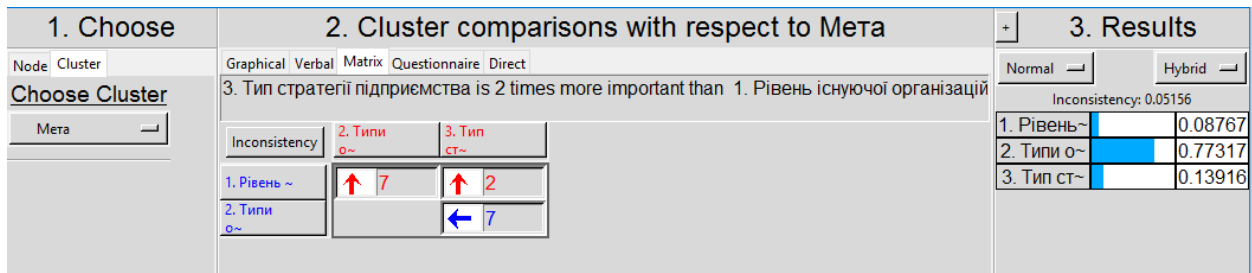 1. Choose
2. Cluster comparisons with respect to Мета
+ 3. Results
Node Cluster
Graphical Verbal Matrix Questionnaire Direct
Choose Cluster
3. Тип стратегії підприємства is 2 times more important than 1. Рівень існуючої організацій
Мета
Inconsistency
2. Типи
о~
3. Тип
ст~
1. Рівень ~
7
2
2. Типи
о~
7
Normal
Hybrid
Inconsistency: 0.05156
1. Рівень~ 0.08767
2. Типи о~ 0.77317
3. Тип ст~ 0.13916